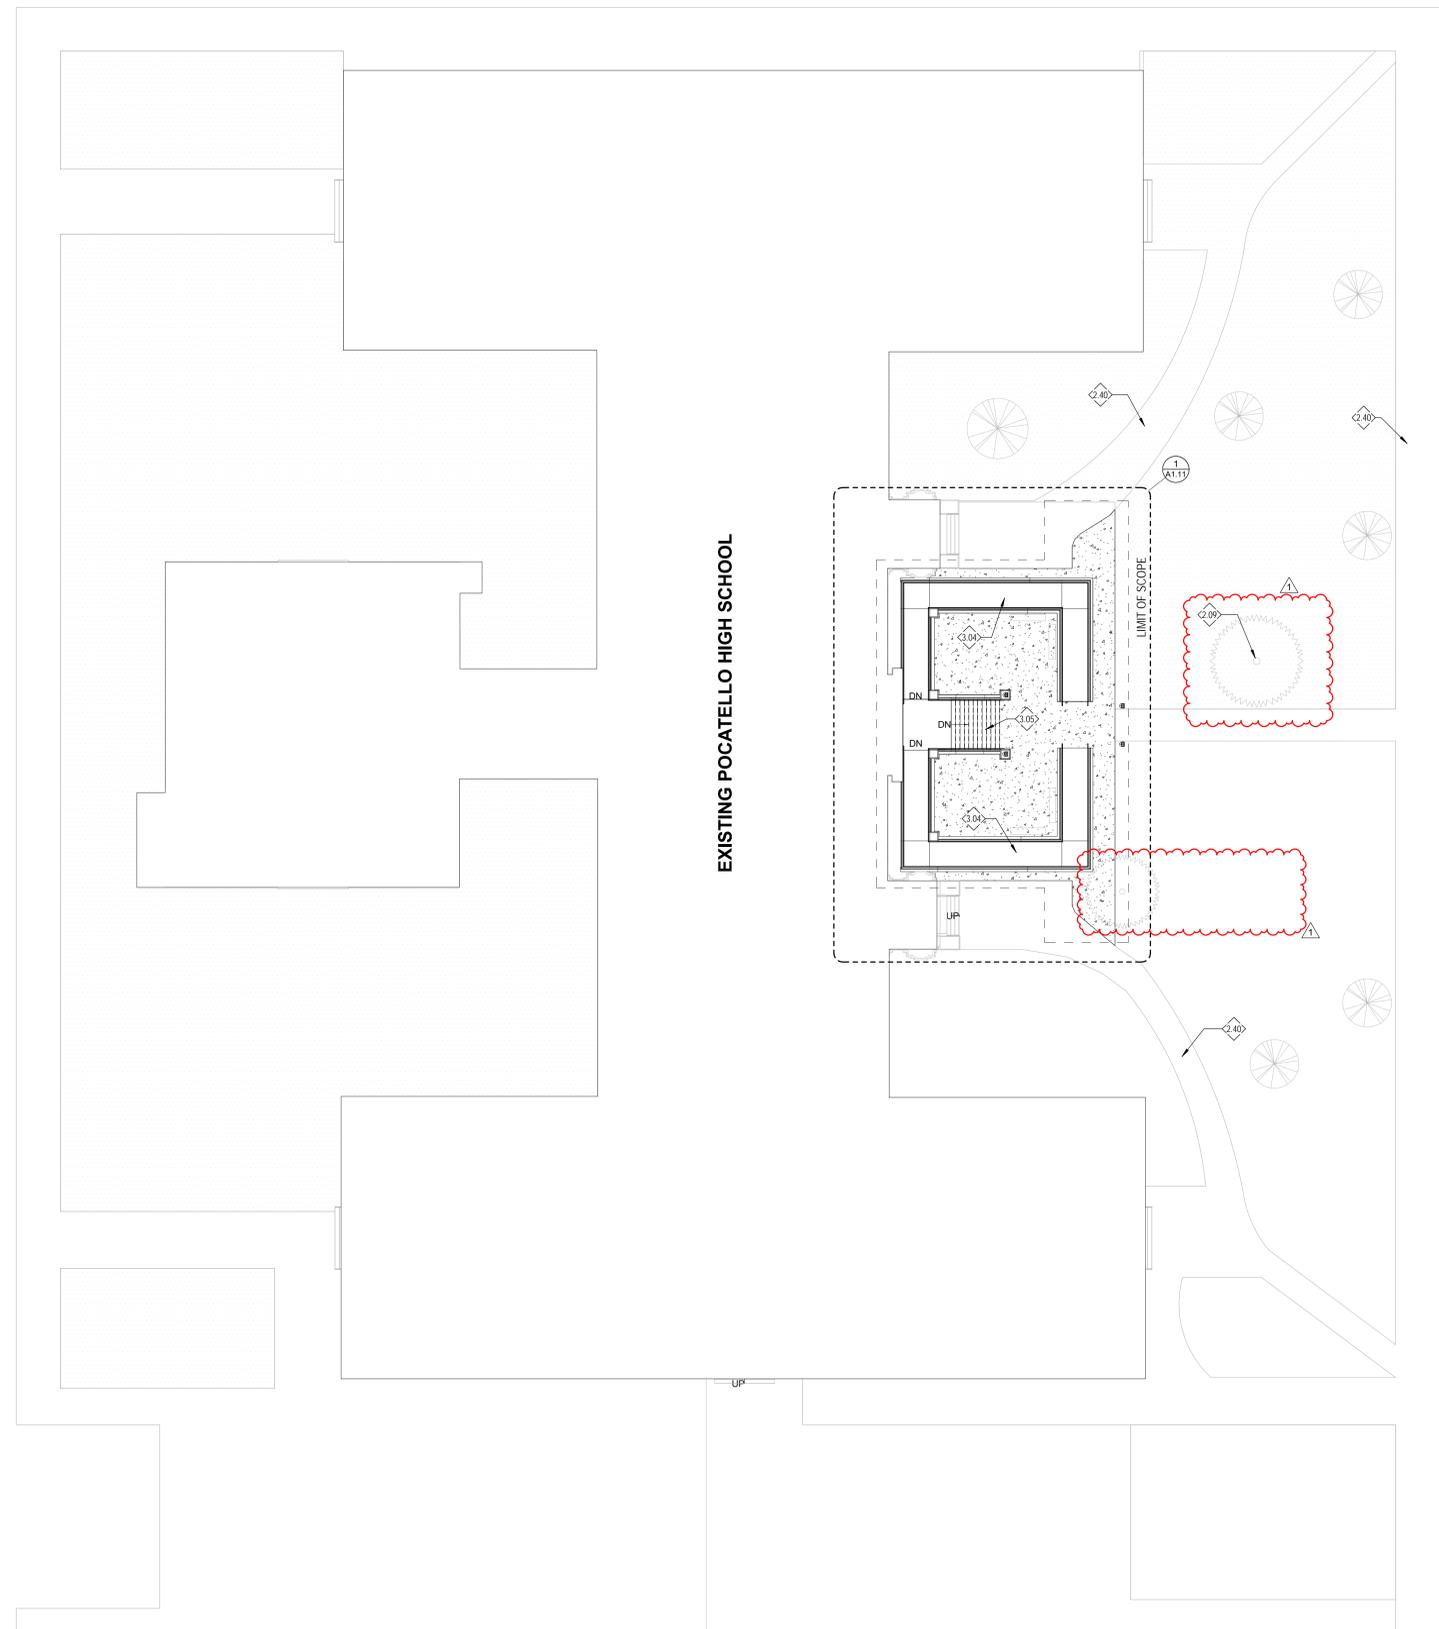 2.40
2.40
1
A1.11
LIMIT OF SCOPE
1
2.09
EXISTING POCATELLO HIGH SCHOOL
3.04
DN
DN
3.05
DN
3.04
UP
1
2.40
UP